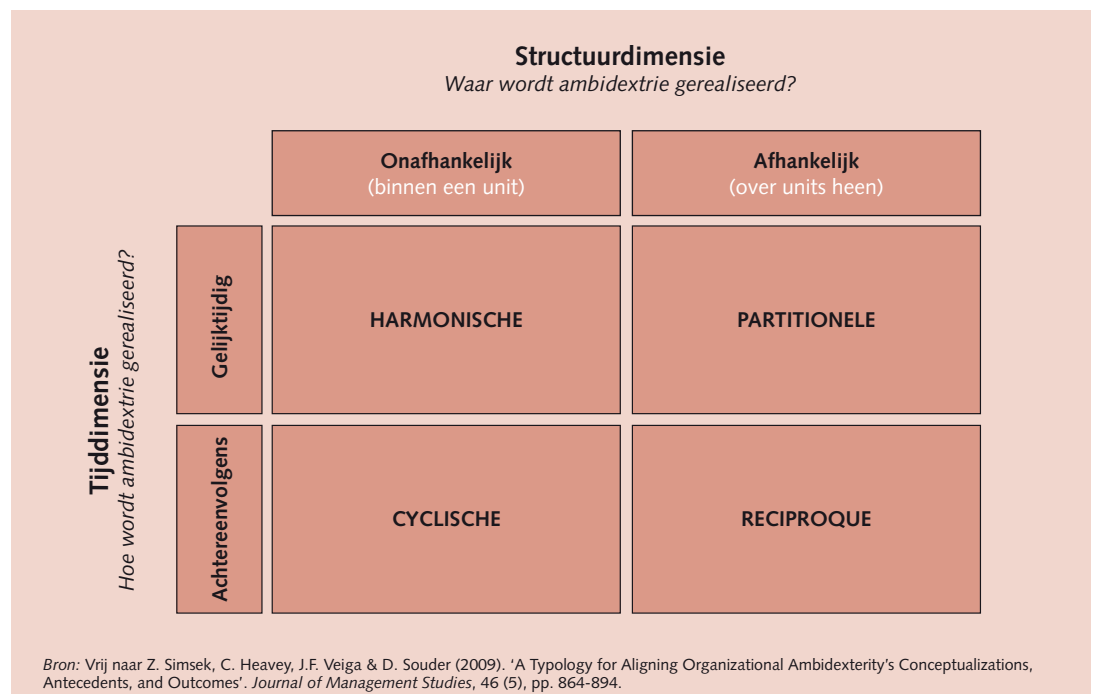 Structuurdimensie
Waar wordt ambidextrie gerealiseerd?
Onafhankelijk
(binnen een unit)
Afhankelijk
(over units heen)
Tijddimensie
Hoe wordt ambidextrie gerealiseerd?
Gelijktijdig
HARMONISCHE
PARTITIONELE
Achtereenvolgens
CYCLISCHE
RECIPROQUE
Bron: Vrij naar Z. Simsek, C. Heavey, J.F. Veiga & D. Souder (2009). ‘A Typology for Aligning Organizational Ambidexterity’s Conceptualizations,
Antecedents, and Outcomes’. Journal of Management Studies, 46 (5), pp. 864-894.